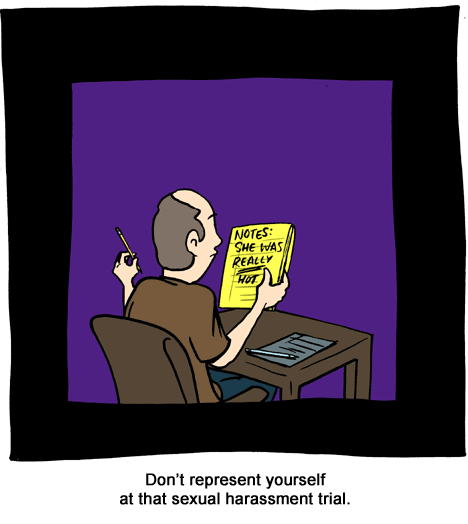 NOTES:
SHE WAS
REALLY
HOT
Don't represent yourself
at that sexual harassment trial.